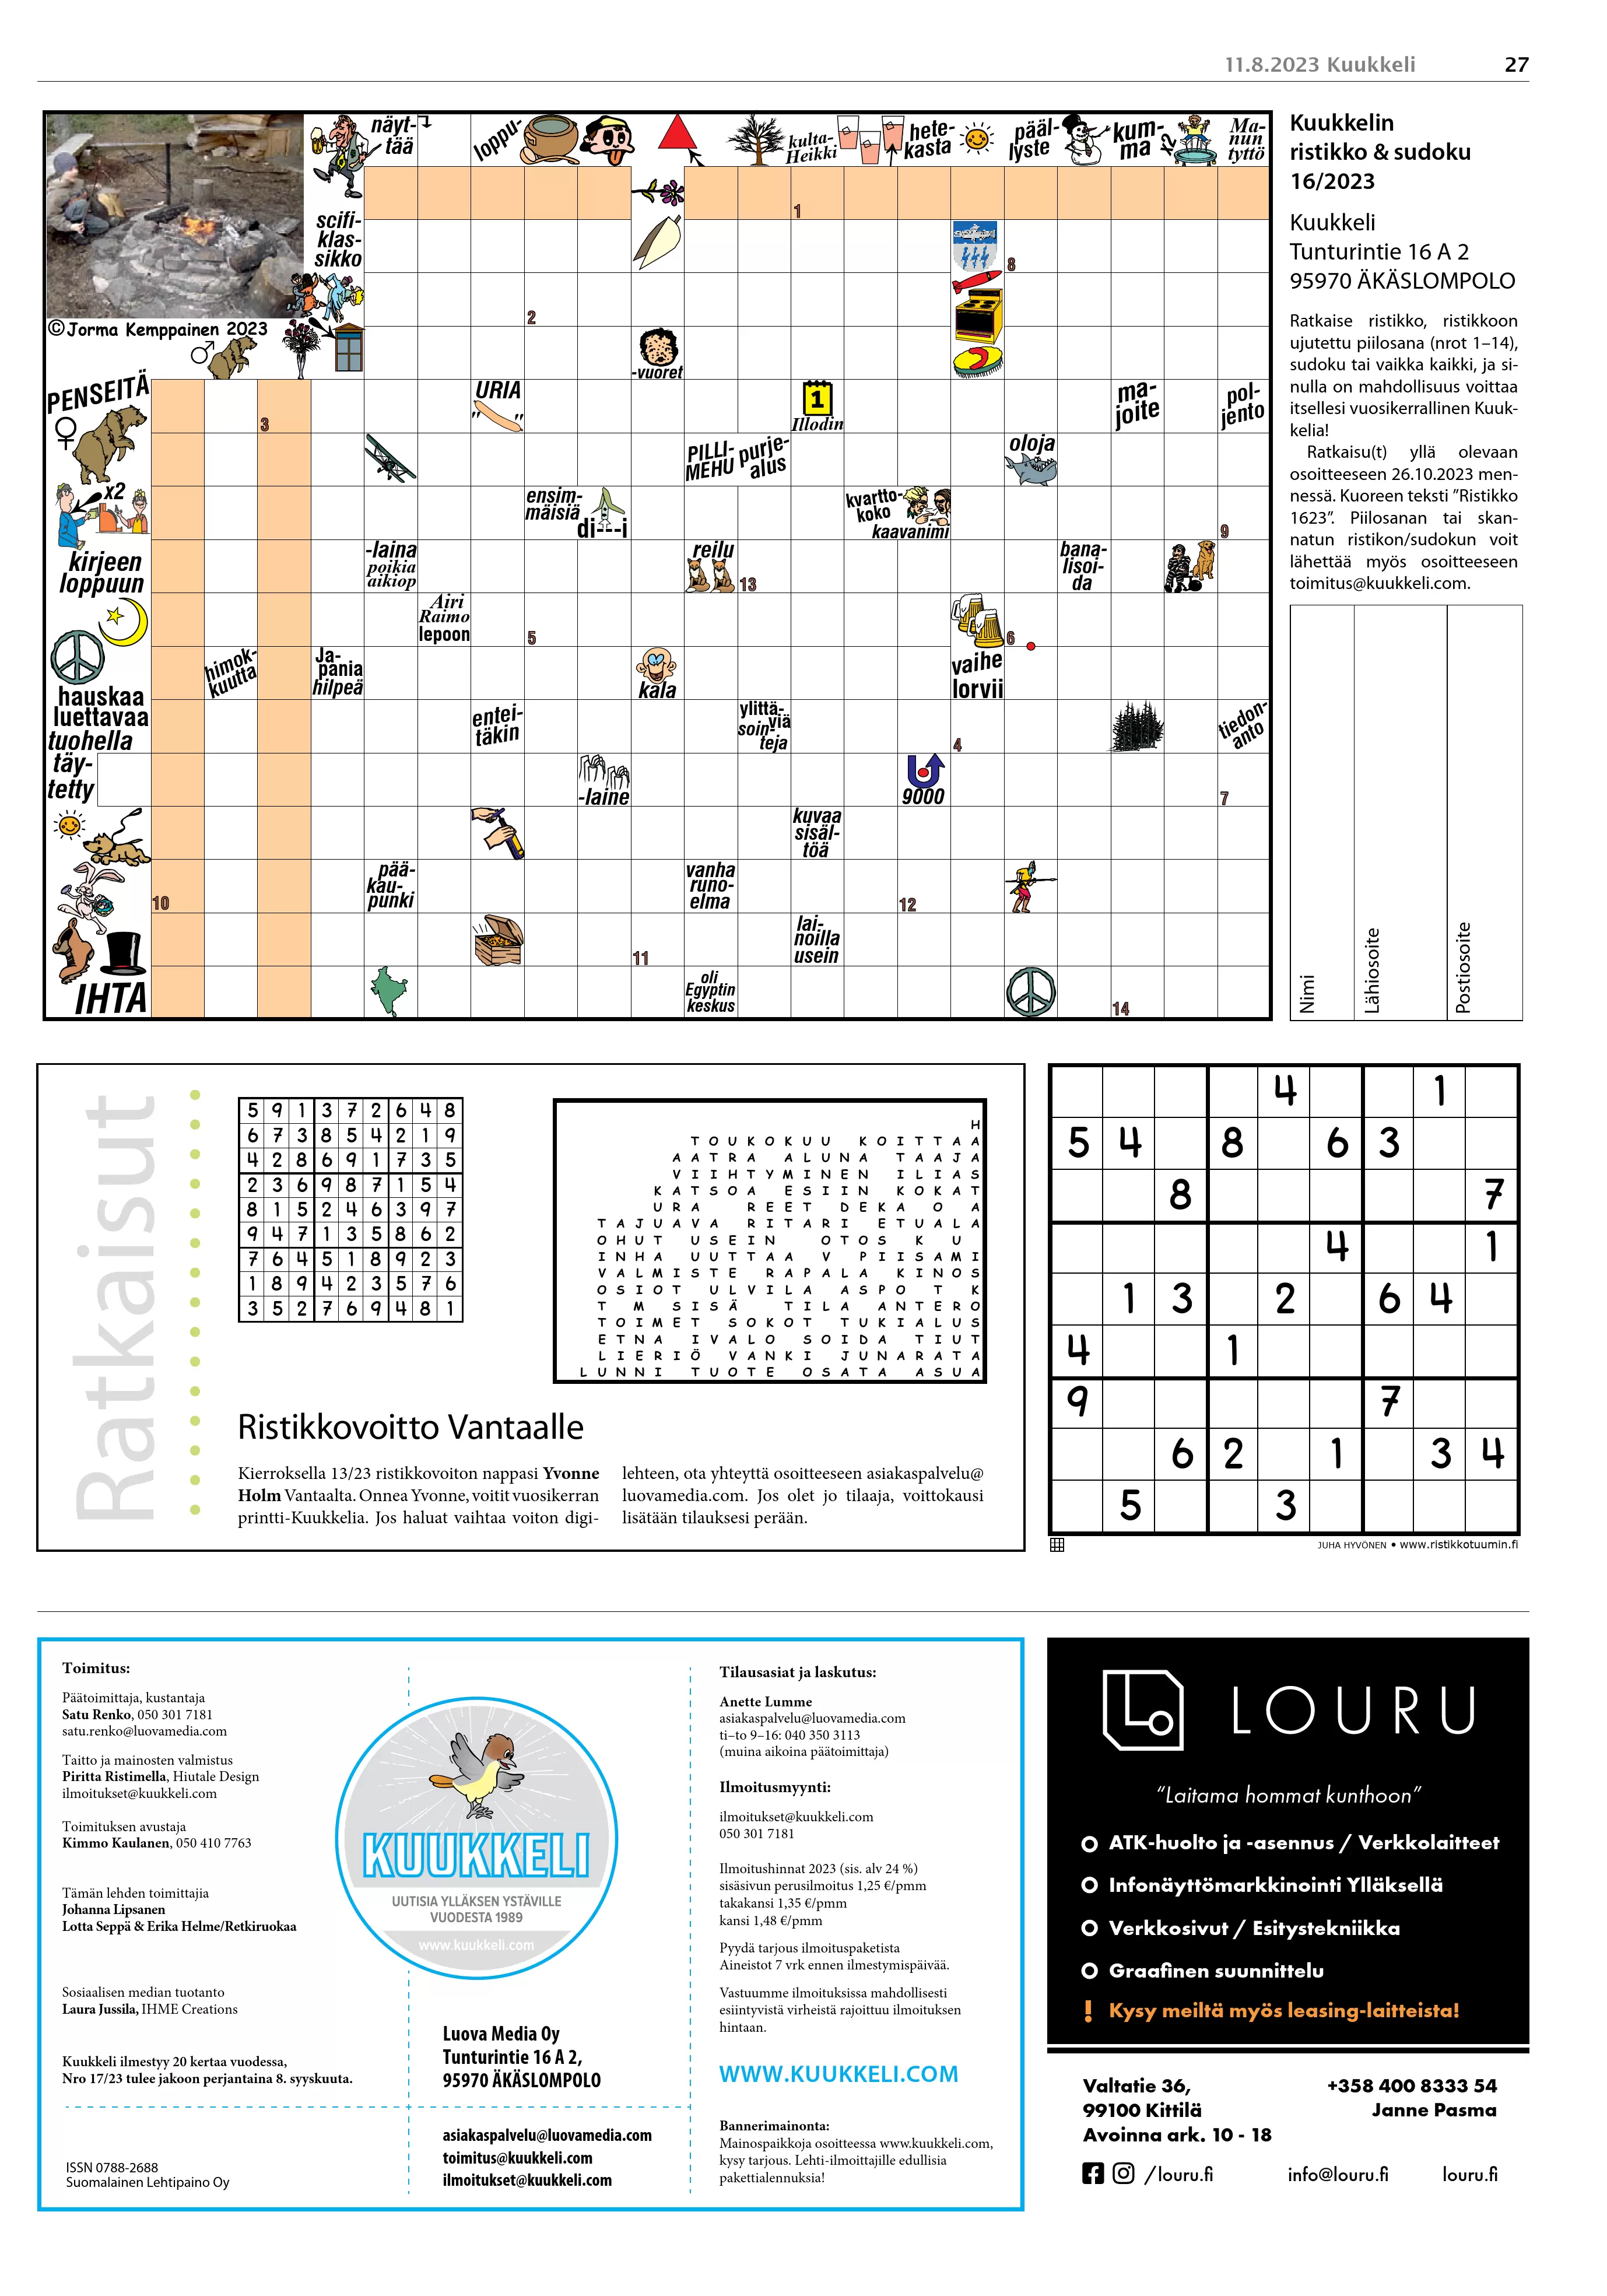 11.8.2023 Kuukkeli 27
näyt-
tää
loppu-
kulta-
Heikki
hete-
kasta
pääl-
lyste
kum-
ma
12
Ma-
nun
tyttö
1
scifi-
klas-
sikko
8
2
©Jorma Kemppainen 2023
-vuoret
PENSEITÄ
3
URIA
" "
1
Illodin
ma-
joite
pol-
jento
PILLI-
MEHU
purje-
alus
oloja
x2
ensim-
mäisiä
di---i
kvartto-
koko
kaavanimi
9
kirjeen
loppuun
-laina
poikia
aikiop
reilu
13
bana-
lisoi-
da
Airi
Raimo
lepoon
5
6
himok-
kuutta
Ja-
pania
hilpeä
kala
vaihe
lorvii
hauskaa
luettavaa
tuohella
entei-
täkin
ylittä-
viä
soin-
teja
4
tiedon-
anto
täy-
tetty
-laine
9000
7
kuvaa
sisäl-
töä
10
pää-
kau-
punki
vanha
runo-
elma
12
11
lai-
noilla
usein
IHTA
oli
Egyptin
keskus
14
Kuukkelin
ristikko & sudoku
16/2023
Kuukkeli
Tunturintie 16 A 2
95970 ÄKÄSLOMPOLO
Ratkaise ristikko, ristikkoon
ujutettu piilosana (nrot 1–14),
sudoku tai vaikka kaikki, ja si-
nulla on mahdollisuus voittaa
itsellesi vuosikerrallinen Kuuk-
kelia!
Ratkaisu(t) yllä olevaan
osoitteeseen 26.10.2023 men-
nessä. Kuoreen teksti ”Ristikko
1623”. Piilosanan tai skan-
natun ristikon/sudokun voit
lähettää myös osoitteeseen
toimitus@kuukkeli.com.
Nimi
Lähiosoite
Postiosoite
Ratkaisut
5 9 1 3 7 2 6 4 8
6 7 3 8 5 4 2 1 9
4 2 8 6 9 1 7 3 5
2 3 6 9 8 7 1 5 4
8 1 5 2 4 6 3 9 7
9 4 7 1 3 5 8 6 2
7 6 4 5 1 8 9 2 3
1 8 9 4 2 3 5 7 6
3 5 2 7 6 9 4 8 1
H
TOUKOKUU KOITTAA
AATRA ALUNA TAAJA
VIIHTYMINEN ILIAS
KATSOA ESIIN KOKAT
URA REET DEKA O A
TAJUAVA RITARI ETUALA
OHUT USEIN OTOS K U
INHA UUTTAA V PIISAMI
VALMISTE RAPALA KINOS
OSIOT ULVILA ASPO T K
T M SISÄ TILA ANTERO
TOIMET SOKOT TUKIALUS
ETNA IVALO SOIDA TIUT
LIERIÖ VANKI JUNARATA
LUNNI TUOTE OSATA ASUA
Ristikkovoitto Vantaalle
Kierroksella 13/23 ristikkovoiton nappasi Yvonne
Holm Vantaalta. Onnea Yvonne, voitit vuosikerran
printti-Kuukkelia. Jos haluat vaihtaa voiton digi-
lehteen, ota yhteyttä osoitteeseen asiakaspalvelu@
luovamedia.com. Jos olet jo tilaaja, voittokausi
lisätään tilauksesi perään.
4 1
5 4 8 6 3
8 7
4 1
1 3 2 6 4
4 1
9 7
6 2 1 3 4
5 3
JUHA HYVÖNEN • www.ristikkotuumin.fi
Toimitus:
Päätoimittaja, kustantaja
Satu Renko, 050 301 7181
satu.renko@luovamedia.com
Taitto ja mainosten valmistus
Piritta Ristimella, Hiutale Design
ilmoitukset@kuukkeli.com
Toimituksen avustaja
Kimmo Kaulanen, 050 410 7763
Tämän lehden toimittajia
Johanna Lipsanen
Lotta Seppä & Erika Helme/Retkiruokaa
Sosiaalisen median tuotanto
Laura Jussila, IHME Creations
Kuukkeli ilmestyy 20 kertaa vuodessa,
Nro 17/23 tulee jakoon perjantaina 8. syyskuuta.
ISSN 0788-2688
Suomalainen Lehtipaino Oy
KUUKKELI
UUTISIA YLLÄKSEN YSTÄVILLE
VUODESTA 1989
www.kuukkeli.com
Luova Media Oy
Tunturintie 16 A 2,
95970 ÄKÄSLOMPOLO
asiakaspalvelu@luovamedia.com
toimitus@kuukkeli.com
ilmoitukset@kuukkeli.com
Tilausasiat ja laskutus:
Anette Lumme
asiakaspalvelu@luovamedia.com
ti–to 9–16: 040 350 3113
(muina aikoina päätoimittaja)
Ilmoitusmyynti:
ilmoitukset@kuukkeli.com
050 301 7181
Ilmoitushinnat 2023 (sis. alv 24 %)
sisäsivun perusilmoitus 1,25 €/pmm
takakansi 1,35 €/pmm
kansi 1,48 €/pmm
Pyydä tarjous ilmoituspaketista
Aineistot 7 vrk ennen ilmestymispäivää.
Vastuumme ilmoituksissa mahdollisesti
esiintyvistä virheistä rajoittuu ilmoituksen
hintaan.
WWW.KUUKKELI.COM
Bannerimainonta:
Mainospaikkoja osoitteessa www.kuukkeli.com,
kysy tarjous. Lehti-ilmoittajille edullisia
pakettialennuksia!
LOURU
“Laitama hommat kunthoon”
ATK-huolto ja -asennus / Verkkolaitteet
Infonäyttömarkkinointi Ylläksellä
Verkkosivut / Esitystekniikka
Graafinen suunnittelu
! Kysy meiltä myös leasing-laitteista!
Valtatie 36,
99100 Kittilä
Avoinna ark. 10 - 18
+358 400 8333 54
Janne Pasma
/louru.fi info@louru.fi louru.fi